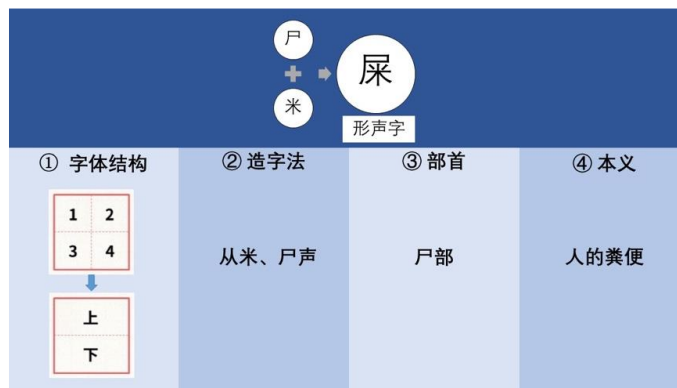 尸
米
屎
形声字
① 字体结构
② 造字法
③ 部首
④ 本义
1 2
3 4
上
下
从米、尸声
尸部
人的粪便